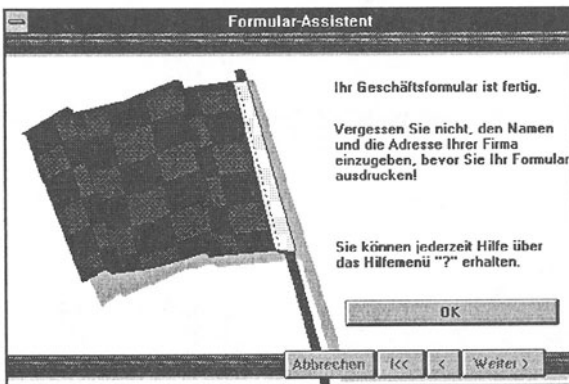 Formular-Assistent
Ihr Geschäftsformular ist fertig.
Vergessen Sie nicht, den Namen
und die Adresse Ihrer Firma
einzugeben, bevor Sie Ihr Formular
ausdrucken!
Sie können jederzeit Hilfe über
das Hilfemenü "?" erhalten.
OK
Abbrechen I<< < Weiter >